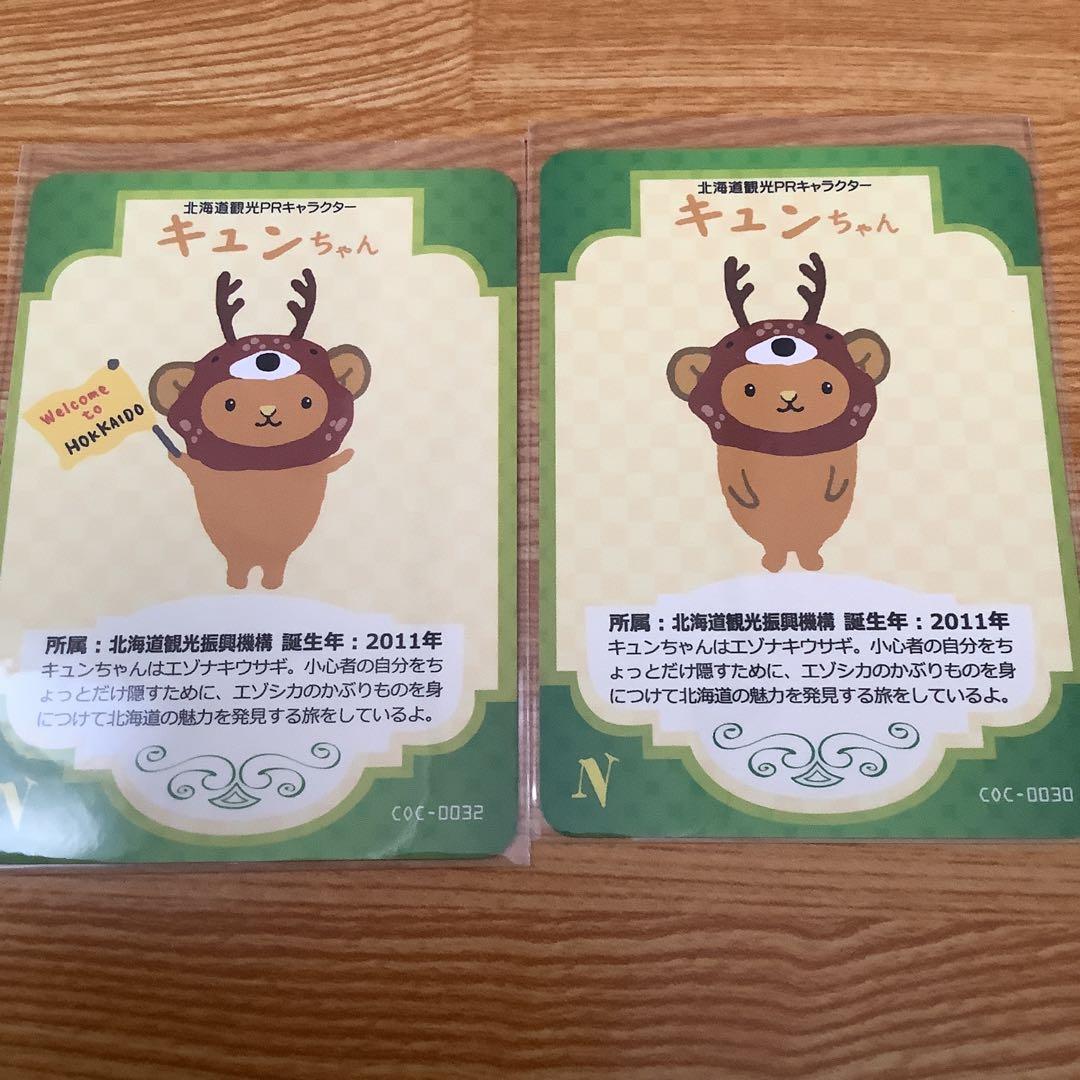 北海道観光PRキャラクター
キュンちゃん
Welcome
to
HOKKAIDO
所属：北海道観光振興機構 誕生年：2011年
キュンちゃんはエゾナキウサギ。小心者の自分をち
ょっとだけ隠すために、エゾシカのかぶりものを身
につけて北海道の魅力を発見する旅をしているよ。
N
COC-0032
北海道観光PRキャラクター
キュンちゃん
所属：北海道観光振興機構 誕生年：2011年
キュンちゃんはエゾナキウサギ。小心者の自分をち
ょっとだけ隠すために、エゾシカのかぶりものを身
につけて北海道の魅力を発見する旅をしているよ。
N
COC-0030